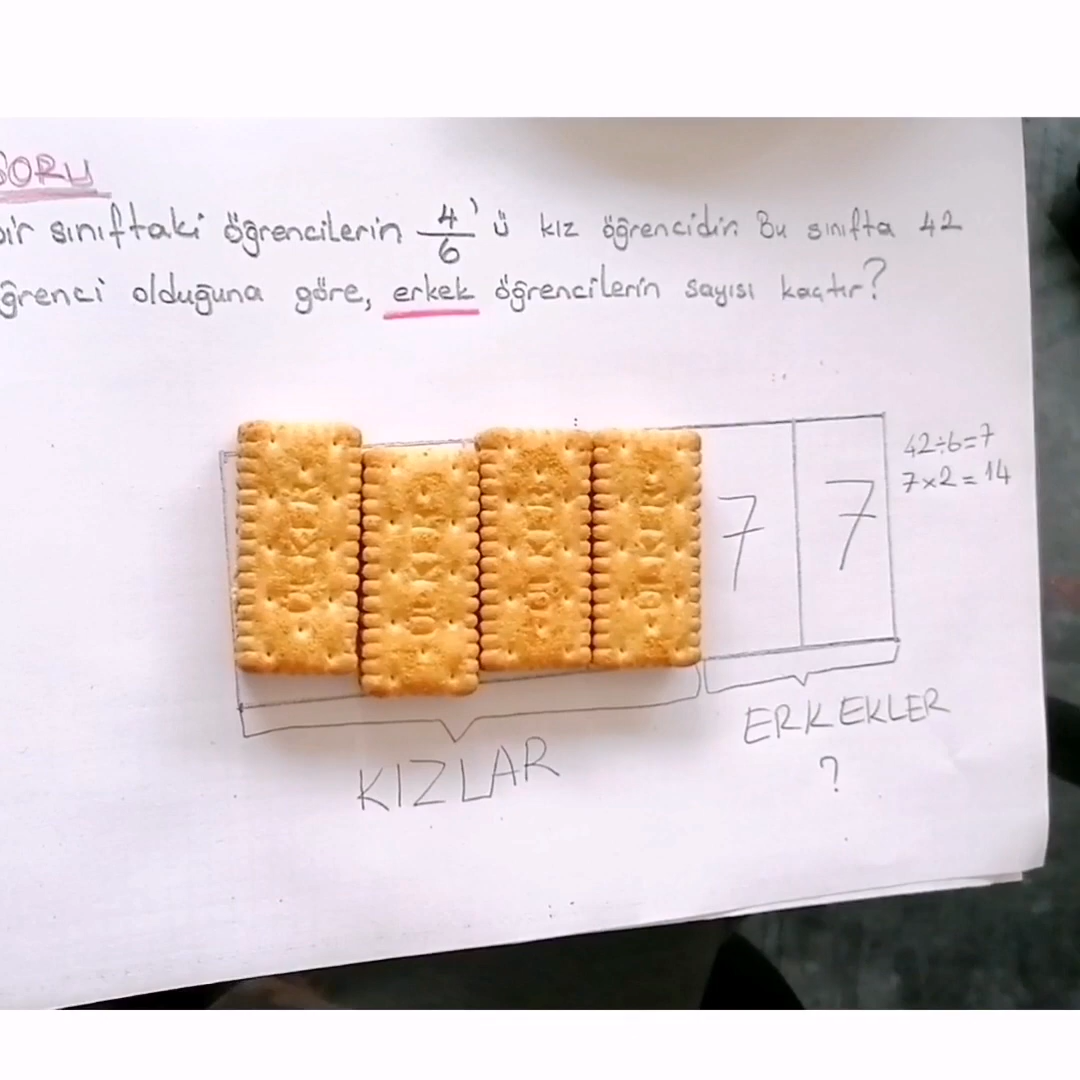 SORU
bir sınıftaki öğrencilerin 4/6'ü kız öğrencidir. Bu sınıfta 42
ğrenci olduğuna göre, erkek öğrencilerin sayısı kaçtır?
42÷6=7
7×2=14
7 7
KIZLAR
ERKEKLER
?